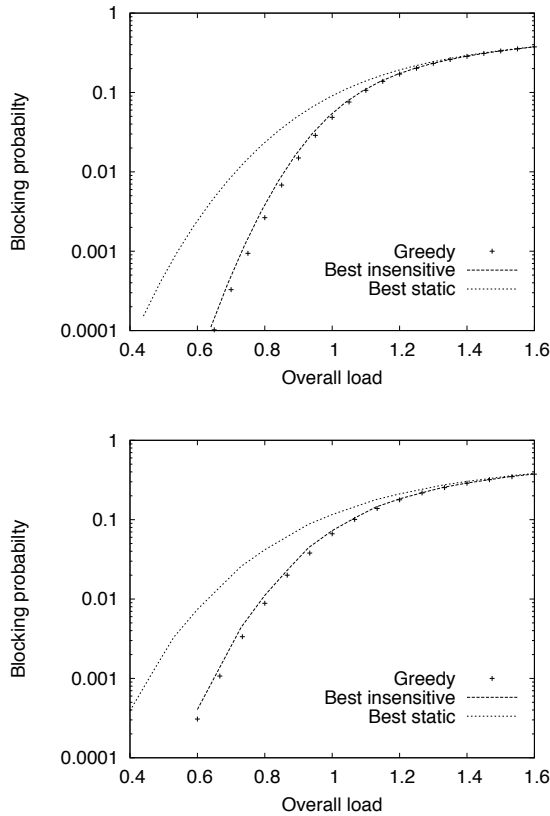 1
0.1
0.01
0.001
0.0001
Blocking probabilty
Greedy
Best insensitive
Best static
0.4 0.6 0.8 1 1.2 1.4 1.6
Overall load
1
0.1
0.01
0.001
0.0001
Blocking probabilty
Greedy
Best insensitive
Best static
0.4 0.6 0.8 1 1.2 1.4 1.6
Overall load